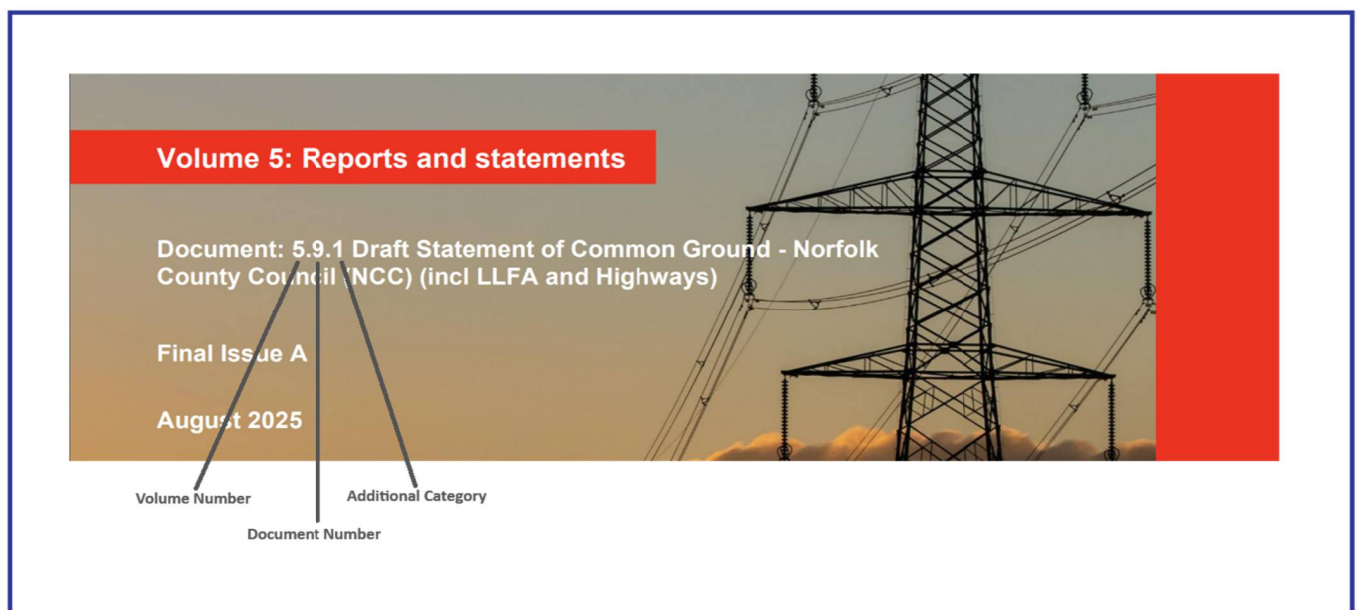 Volume 5: Reports and statements
Document: 5.9.1 Draft Statement of Common Ground - Norfolk
County Council (NCC) (incl LLFA and Highways)
Final Issue A
August 2025
Volume Number
Additional Category
Document Number